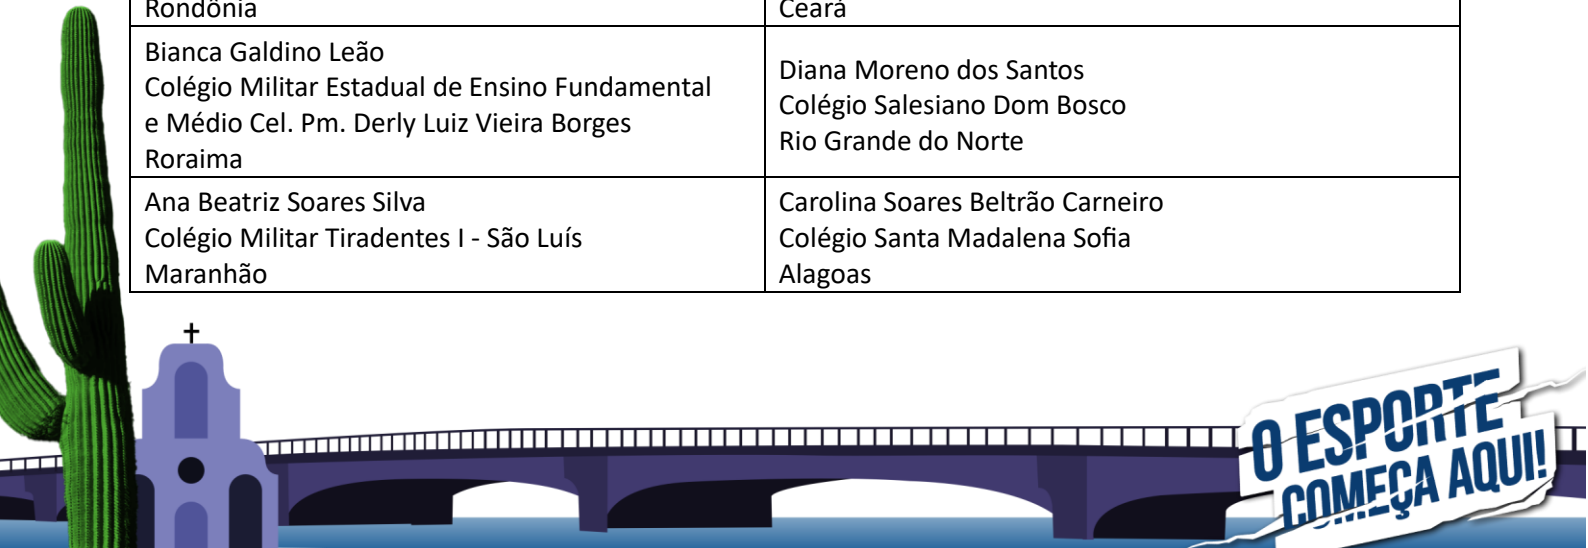 Rondônia
Ceará
Bianca Galdino Leão
Colégio Militar Estadual de Ensino Fundamental
e Médio Cel. Pm. Derly Luiz Vieira Borges
Roraima
Diana Moreno dos Santos
Colégio Salesiano Dom Bosco
Rio Grande do Norte
Ana Beatriz Soares Silva
Colégio Militar Tiradentes I - São Luís
Maranhão
Carolina Soares Beltrão Carneiro
Colégio Santa Madalena Sofia
Alagoas
O ESPORTE
COMEÇA AQUI!